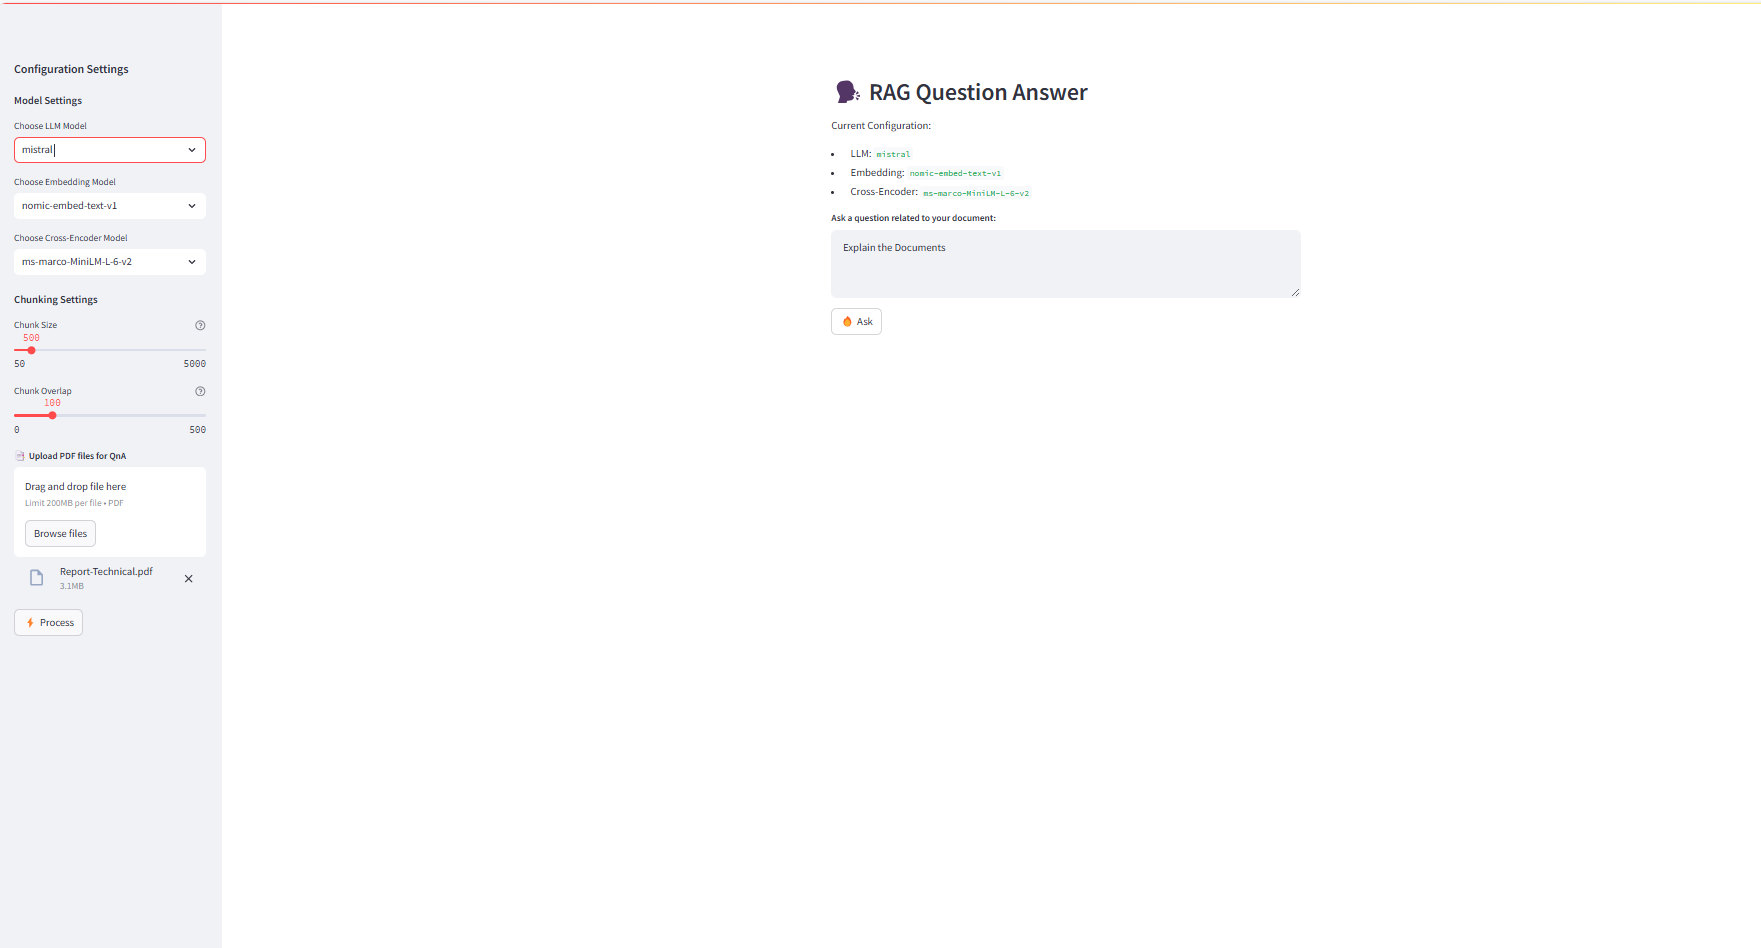 Configuration Settings
Model Settings
Choose LLM Model
mistral
Choose Embedding Model
nomic-embed-text-v1
Choose Cross-Encoder Model
ms-marco-MiniLM-L-6-v2
Chunking Settings
Chunk Size
500
50 5000
Chunk Overlap
100
0 500
Upload PDF files for QnA
Drag and drop file here
Limit 200MB per file • PDF
Browse files
Report-Technical.pdf
3.1MB
Process
RAG Question Answer
Current Configuration:
• LLM: mistral
• Embedding: nomic-embed-text-v1
• Cross-Encoder: ms-marco-MiniLM-L-6-v2
Ask a question related to your document:
Explain the Documents
Ask